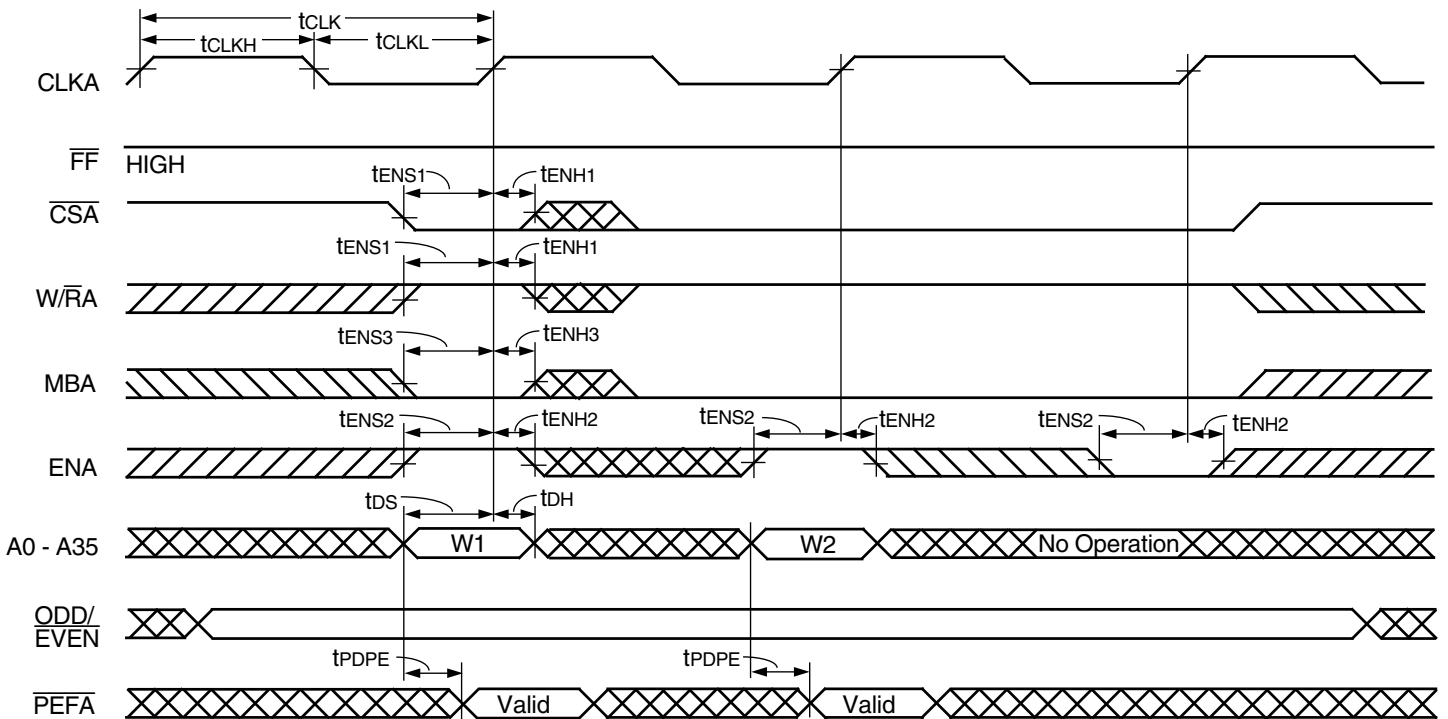 tCLK
tCLKH tCLKL
CLKA
FF HIGH
tENS1 tENH1
CSA
tENS1 tENH1
W/RA
tENS3 tENH3
MBA
tENS2 tENH2 tENS2 tENH2 tENS2 tENH2
ENA
tDS tDH
A0 - A35 W1 W2 No Operation
ODD/
EVEN
tPDPE tPDPE
PEFA Valid Valid